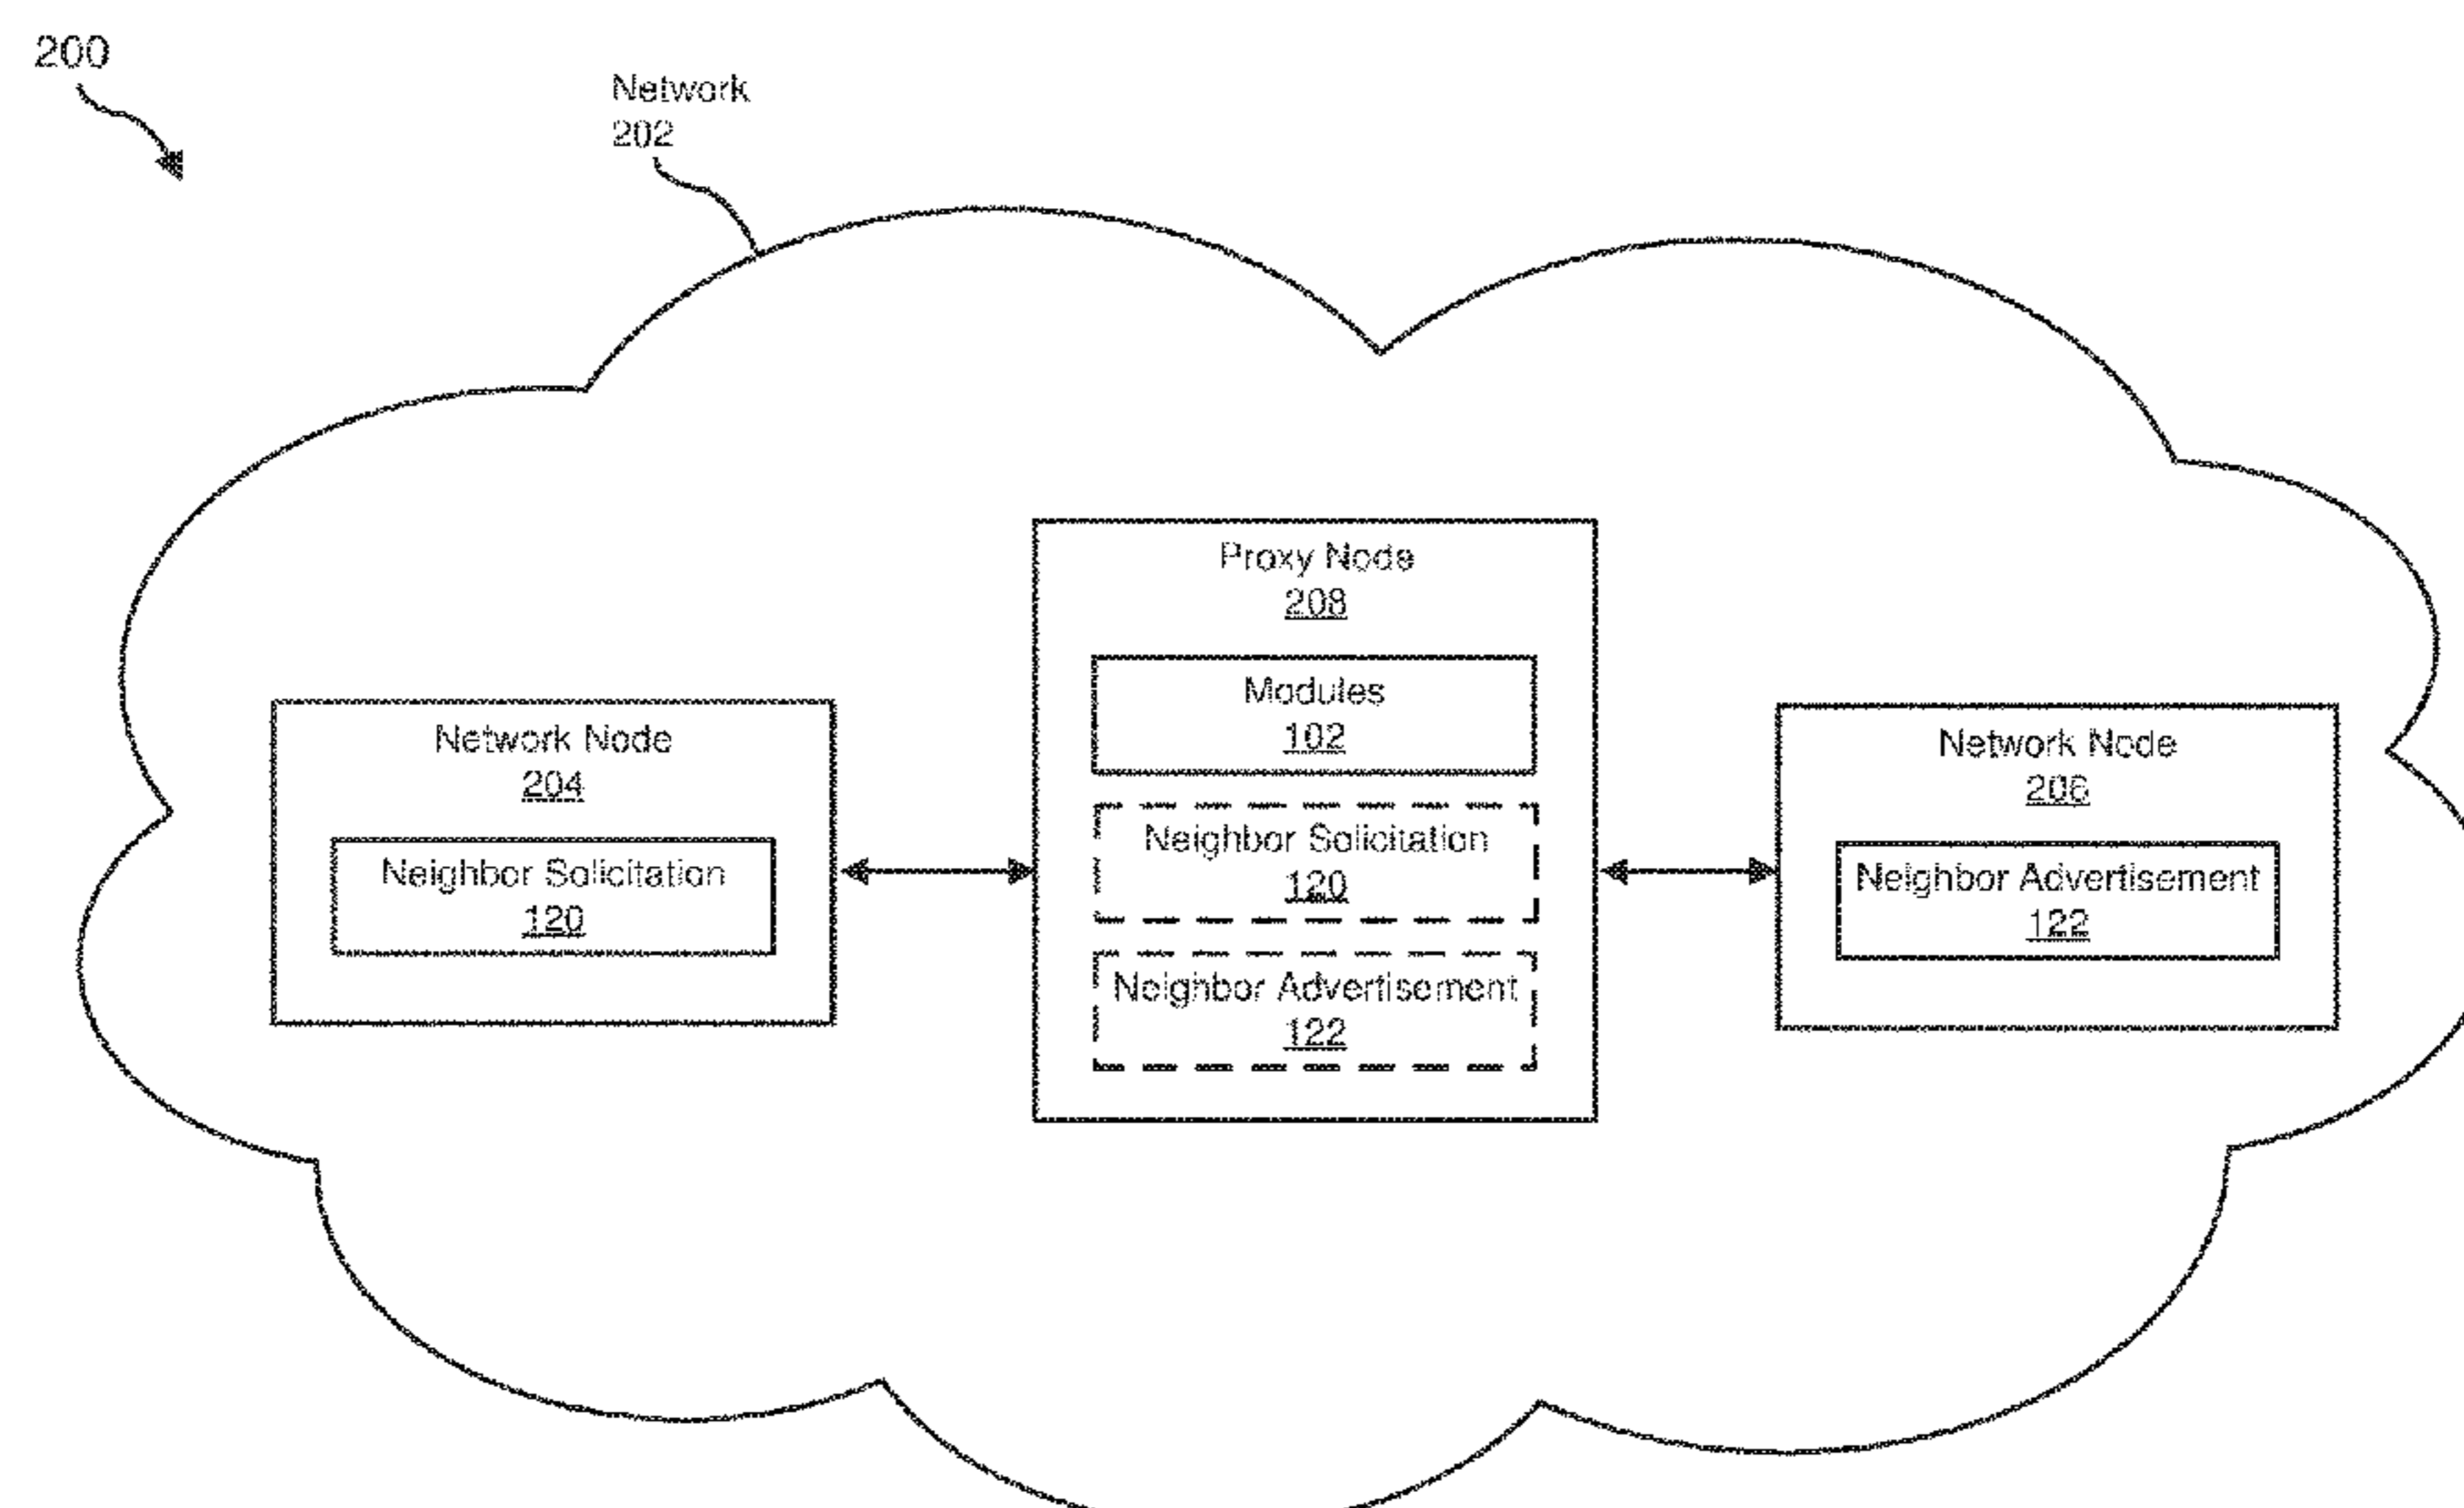 200
Network
202
Proxy Node
208
Modules
102
Neighbor Solicitation
120
Neighbor Advertisement
122
Network Node
204
Neighbor Solicitation
120
Network Node
206
Neighbor Advertisement
122